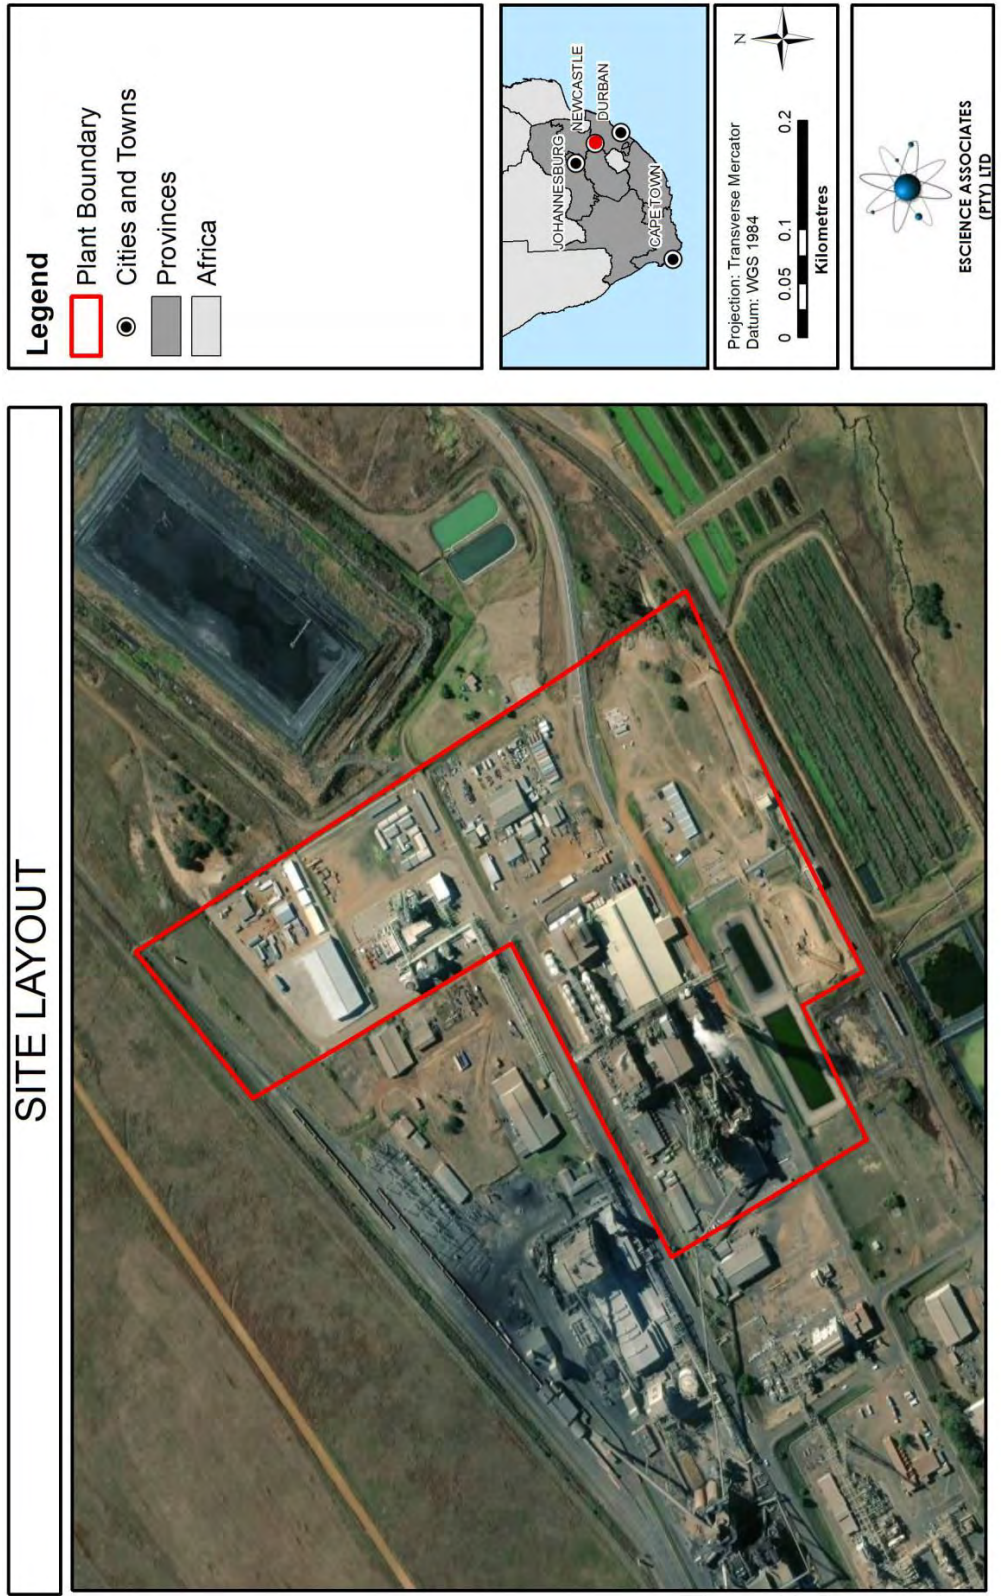 SITE LAYOUT
Legend
Plant Boundary
Cities and Towns
Provinces
Africa
JOHANNESBURG
NEWCASTLE
DURBAN
CAPE TOWN
Projection: Transverse Mercator
Datum: WGS 1984
N
0 0.05 0.1 0.2
Kilometres
ESCIENCE ASSOCIATES
(PTY) LTD